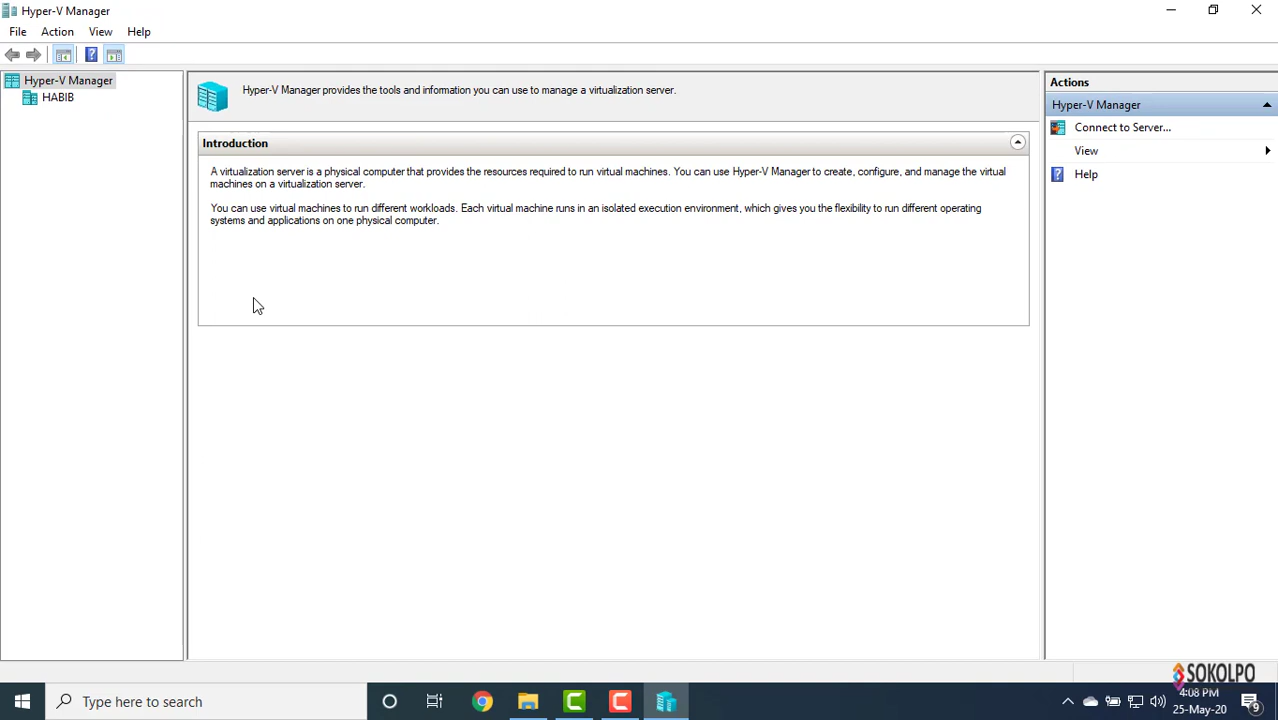 Hyper-V Manager
File Action View Help
Hyper-V Manager
HABIB
Hyper-V Manager provides the tools and information you can use to manage a virtualization server.
Introduction
A virtualization server is a physical computer that provides the resources required to run virtual machines. You can use Hyper-V Manager to create, configure, and manage the virtual
machines on a virtualization server.
You can use virtual machines to run different workloads. Each virtual machine runs in an isolated execution environment, which gives you the flexibility to run different operating
systems and applications on one physical computer.
Actions
Hyper-V Manager
Connect to Server...
View
Help
SOKOLPO
Type here to search
4:08 PM
25-May-20
9